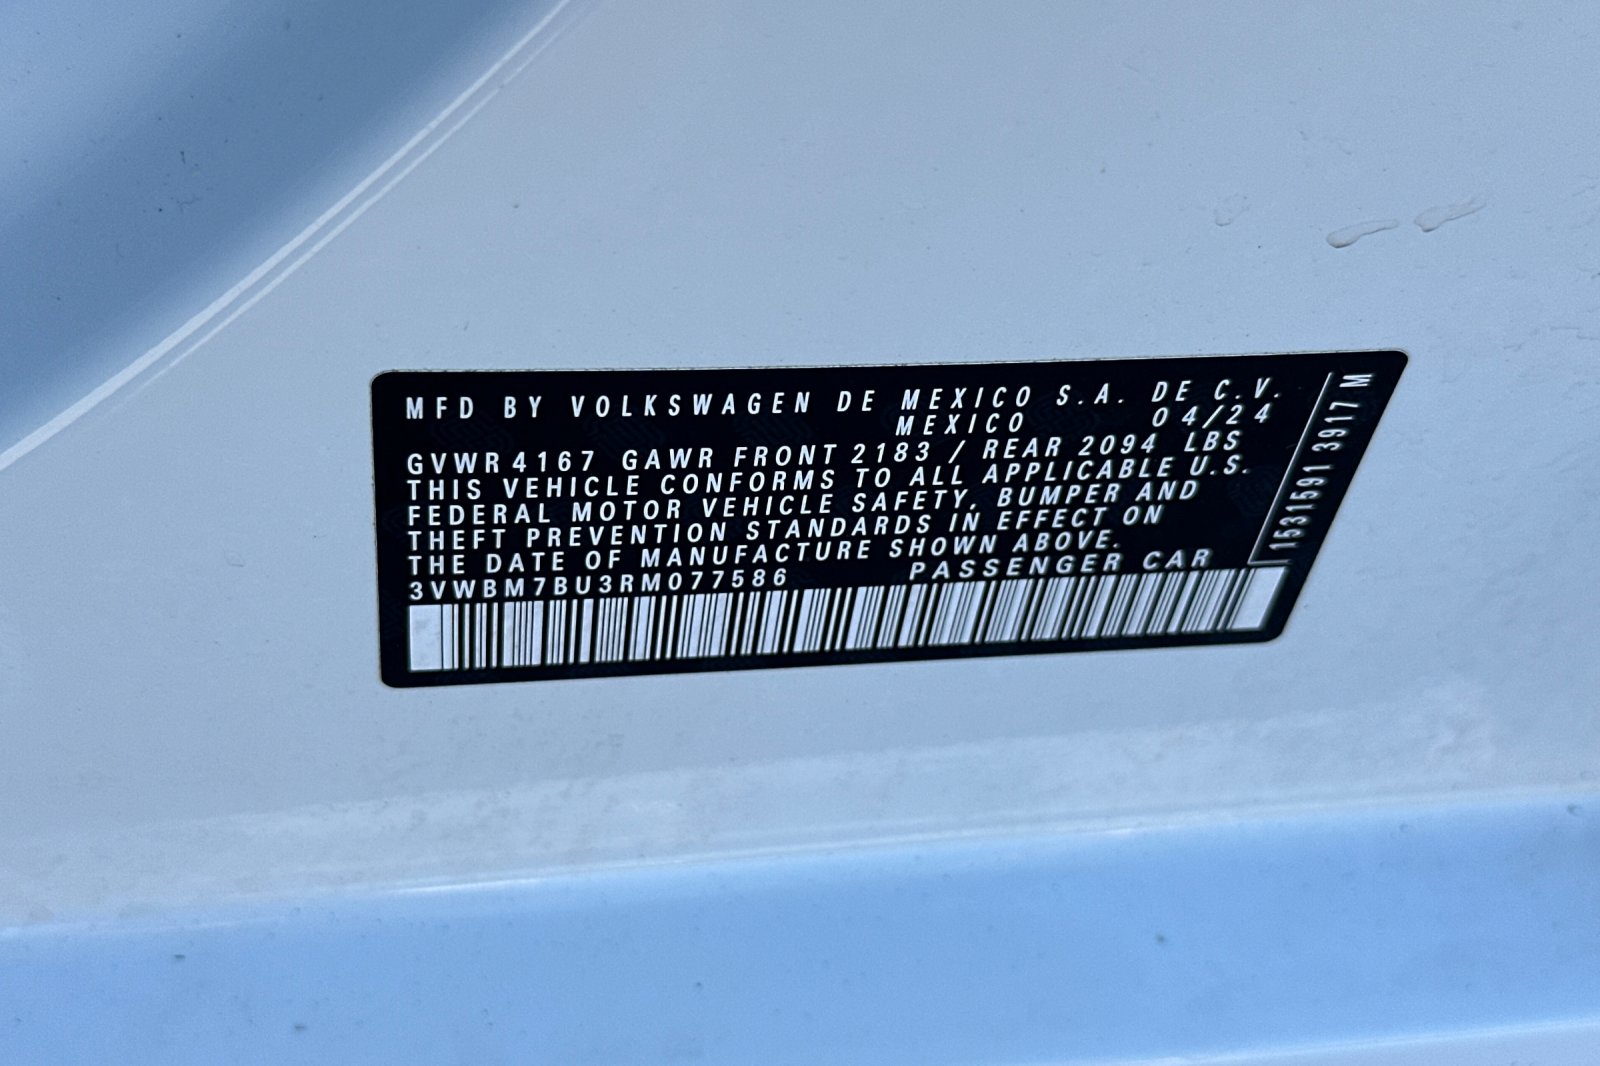 MFD BY VOLKSWAGEN DE MEXICO S.A. DE C.V.
MEXICO 04/24
GVWR 4167 GAWR FRONT 2183 / REAR 2094 LBS
THIS VEHICLE CONFORMS TO ALL APPLICABLE U.S.
FEDERAL MOTOR VEHICLE SAFETY, BUMPER AND
THEFT PREVENTION STANDARDS IN EFFECT ON
THE DATE OF MANUFACTURE SHOWN ABOVE.
3VWBM7BU3RM077586 PASSENGER CAR
1531591 3917 M